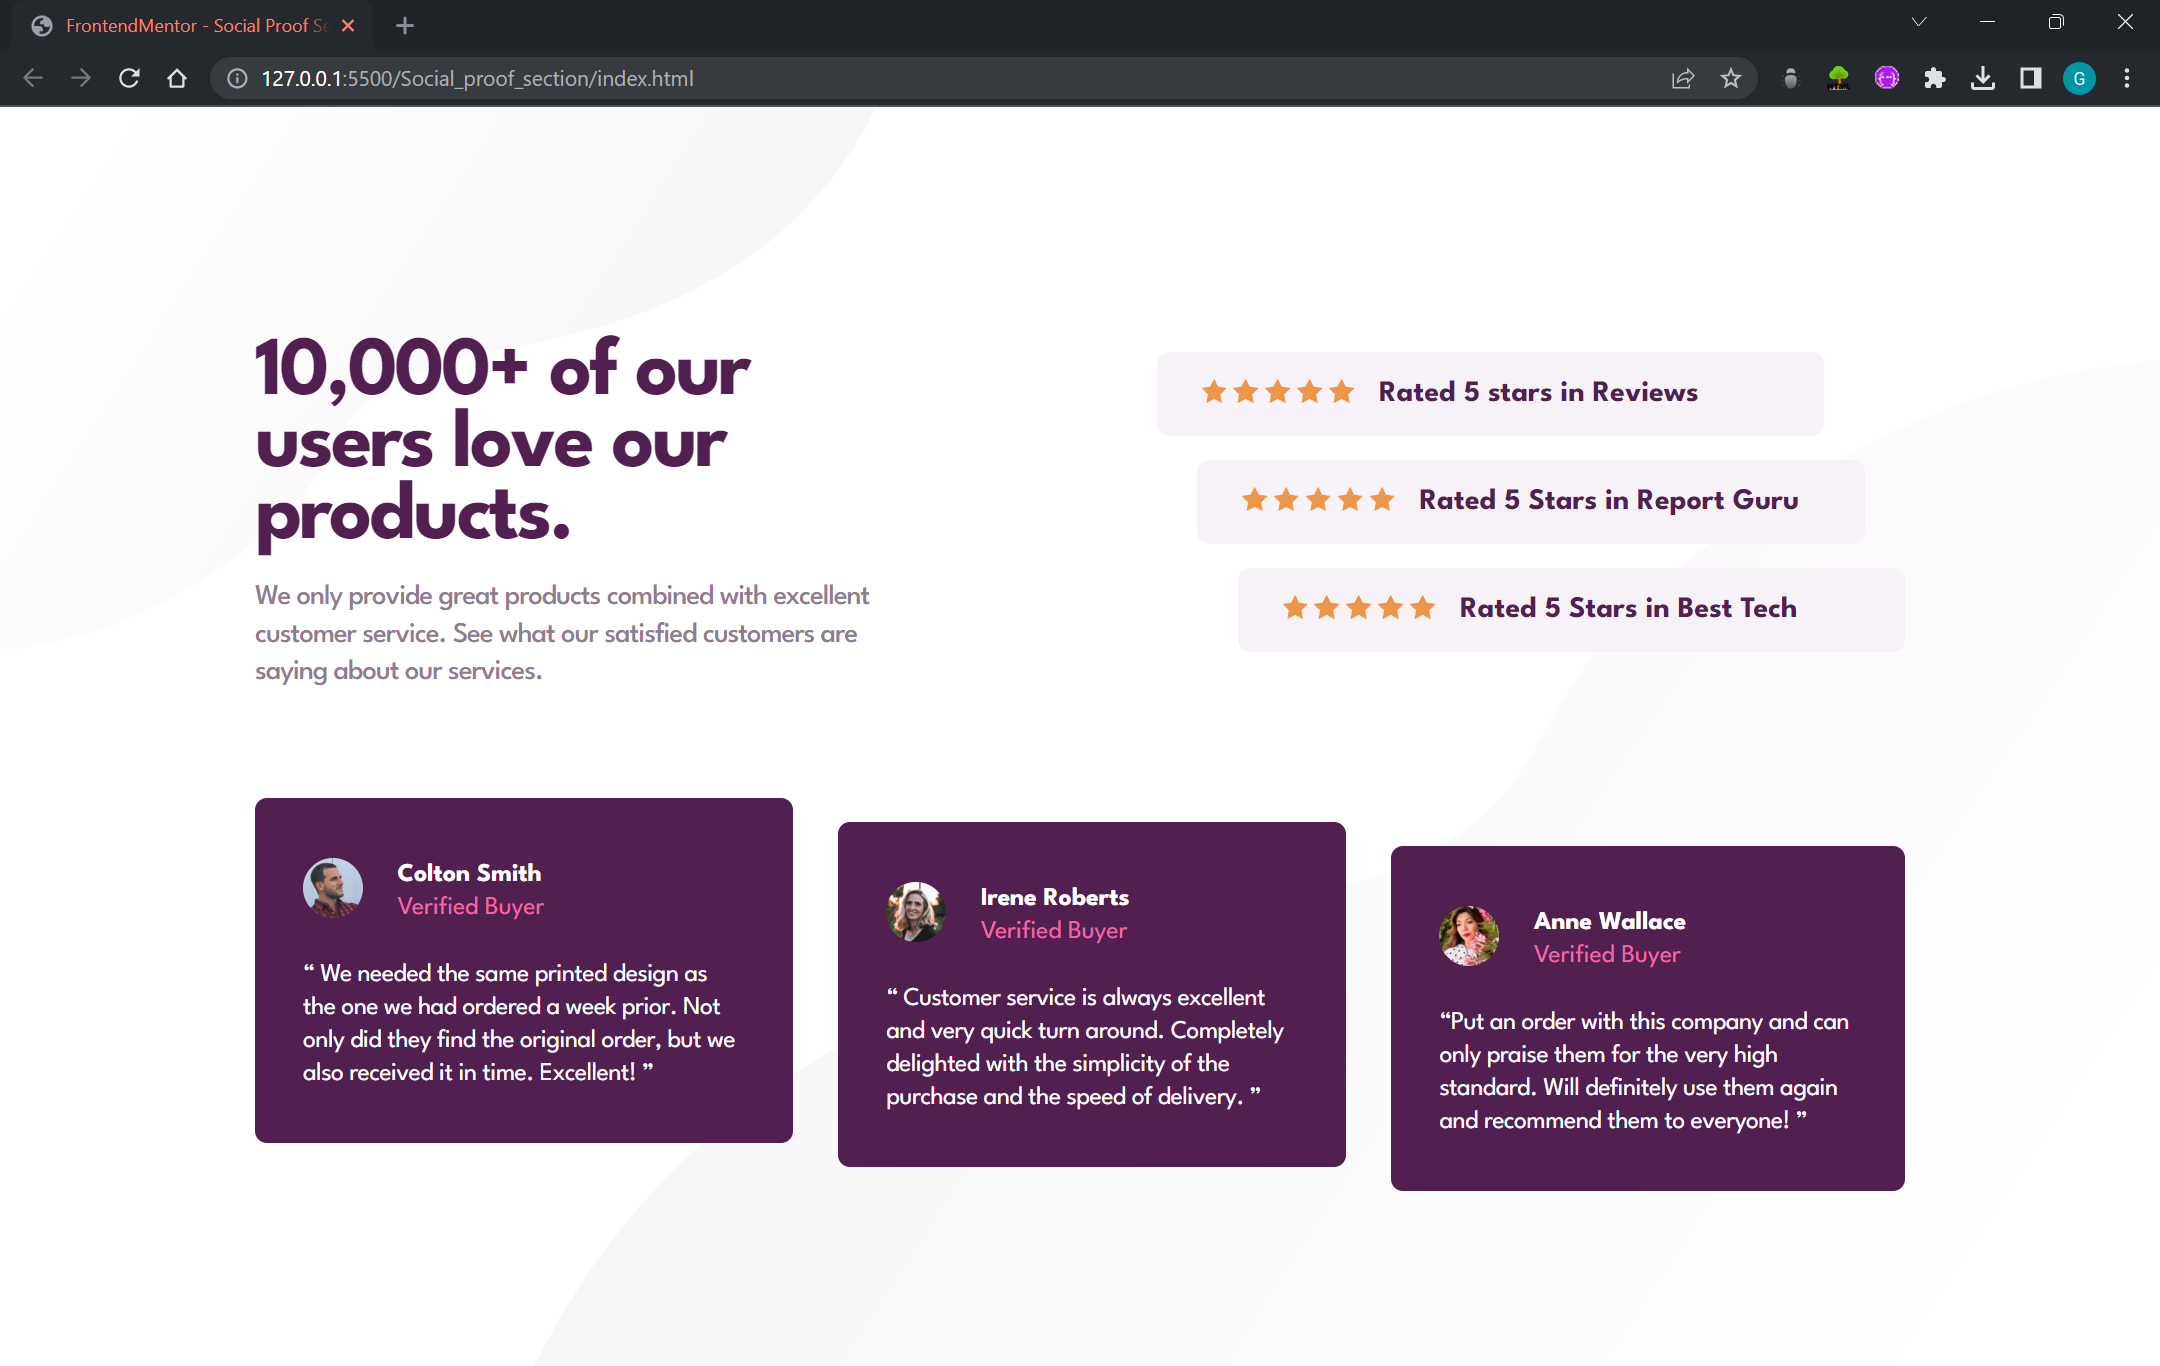 FrontendMentor - Social Proof Se
127.0.0.1:5500/Social_proof_section/index.html
G
10,000+ of our
users love our
products.
We only provide great products combined with excellent
customer service. See what our satisfied customers are
saying about our services.
Rated 5 stars in Reviews
Rated 5 Stars in Report Guru
Rated 5 Stars in Best Tech
Colton Smith
Verified Buyer
“ We needed the same printed design as
the one we had ordered a week prior. Not
only did they find the original order, but we
also received it in time. Excellent! ”
Irene Roberts
Verified Buyer
“ Customer service is always excellent
and very quick turn around. Completely
delighted with the simplicity of the
purchase and the speed of delivery. ”
Anne Wallace
Verified Buyer
“Put an order with this company and can
only praise them for the very high
standard. Will definitely use them again
and recommend them to everyone! ”